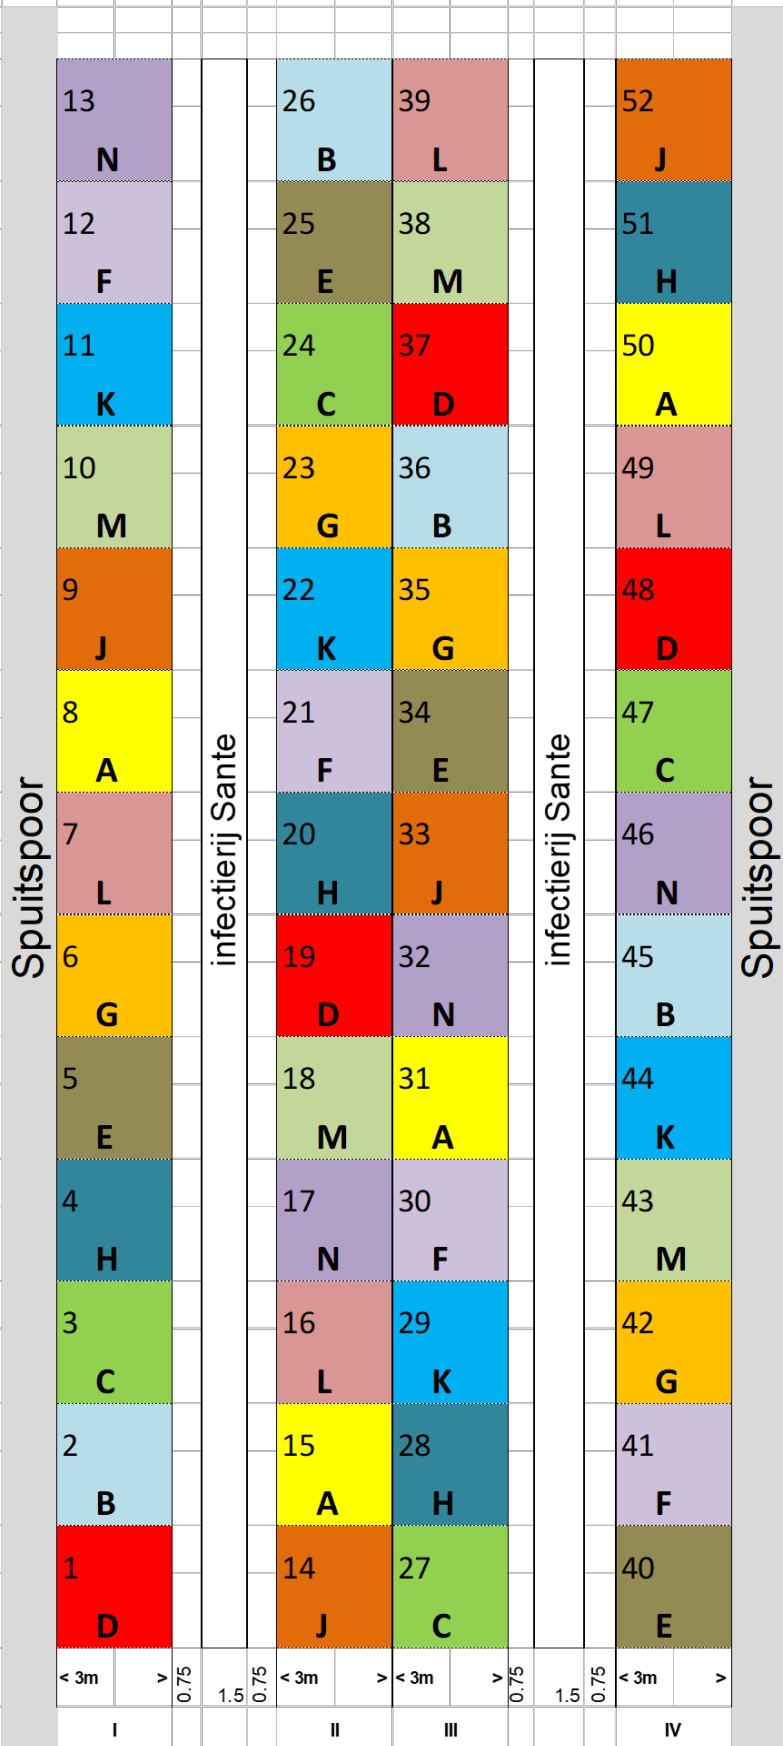 13 26 39 52
N B L J
12 25 38 51
F E M H
11 24 37 50
K C D A
10 23 36 49
M G B L
9 22 35 48
J K G D
8 21 34 47
A F E C
7 20 33 46
L H J N
6 19 32 45
G D N B
5 18 31 44
E M A K
4 17 30 43
H N F M
3 16 29 42
C L K G
2 15 28 41
B A H F
1 14 27 40
D J C E
Spuitspoor
infectierij Sante
infectierij Sante
Spuitspoor
< 3m > 0.75 1.5 0.75 < 3m > < 3m > 0.75 1.5 0.75 < 3m >
I II III IV